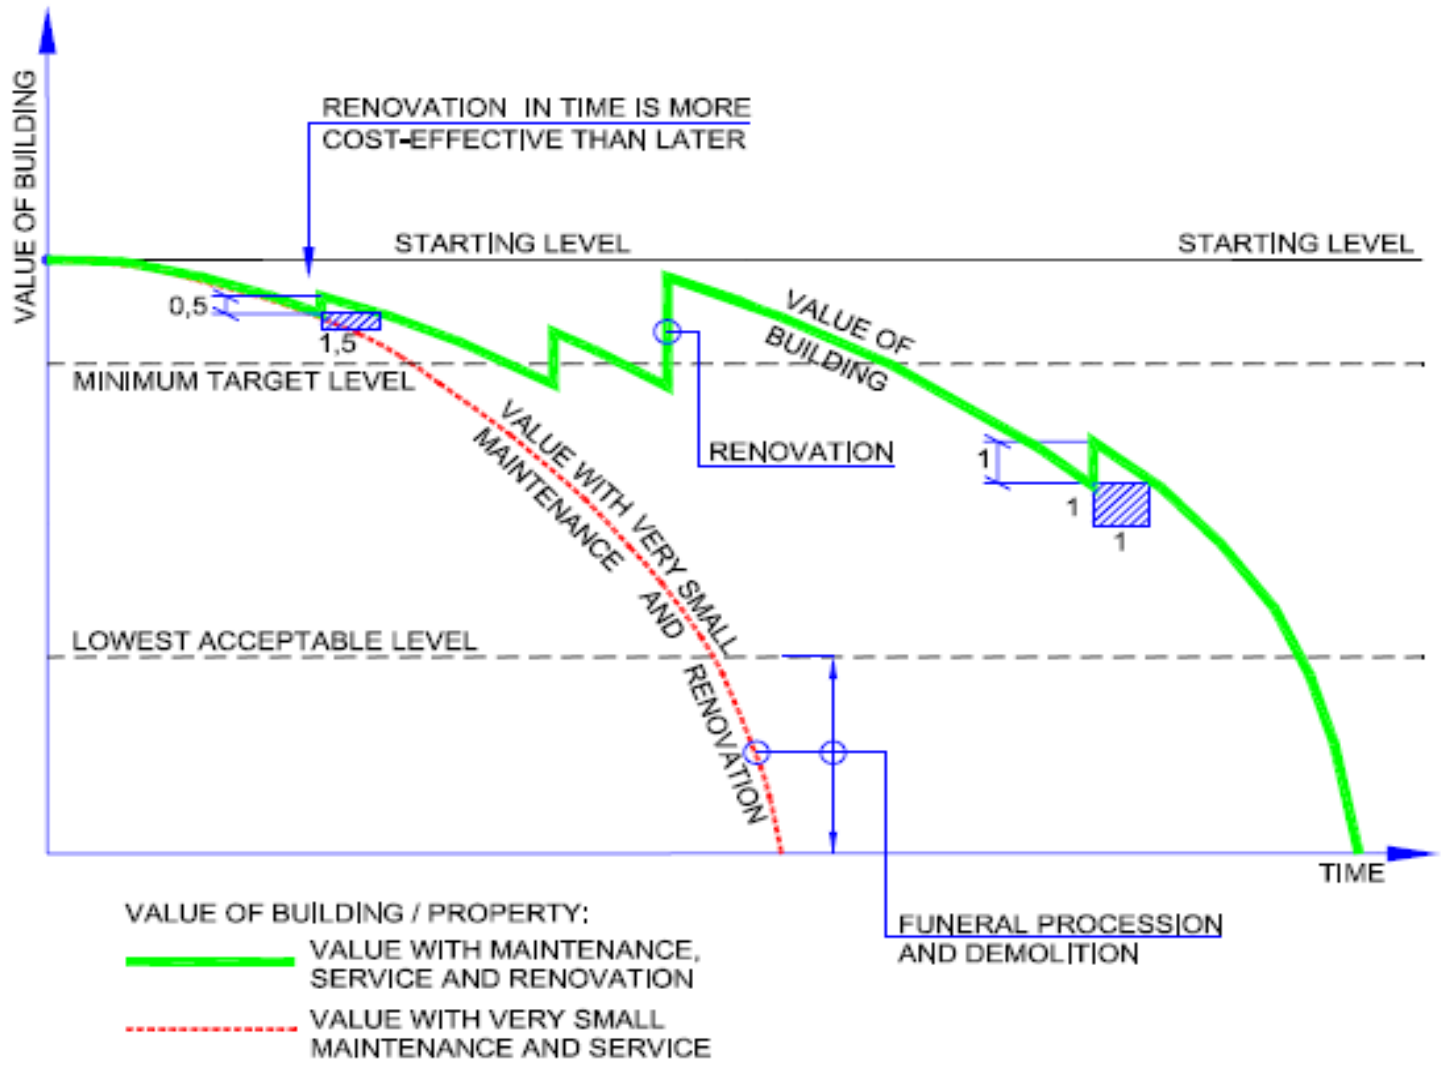 VALUE OF BUILDING
RENOVATION IN TIME IS MORE
COST-EFFECTIVE THAN LATER
STARTING LEVEL
STARTING LEVEL
0,5
1,5
VALUE OF
BUILDING
MINIMUM TARGET LEVEL
VALUE WITH VERY SMALL
MAINTENANCE AND RENOVATION
RENOVATION
1
1
1
LOWEST ACCEPTABLE LEVEL
TIME
FUNERAL PROCESSION
AND DEMOLITION
VALUE OF BUILDING / PROPERTY:
VALUE WITH MAINTENANCE,
SERVICE AND RENOVATION
VALUE WITH VERY SMALL
MAINTENANCE AND SERVICE